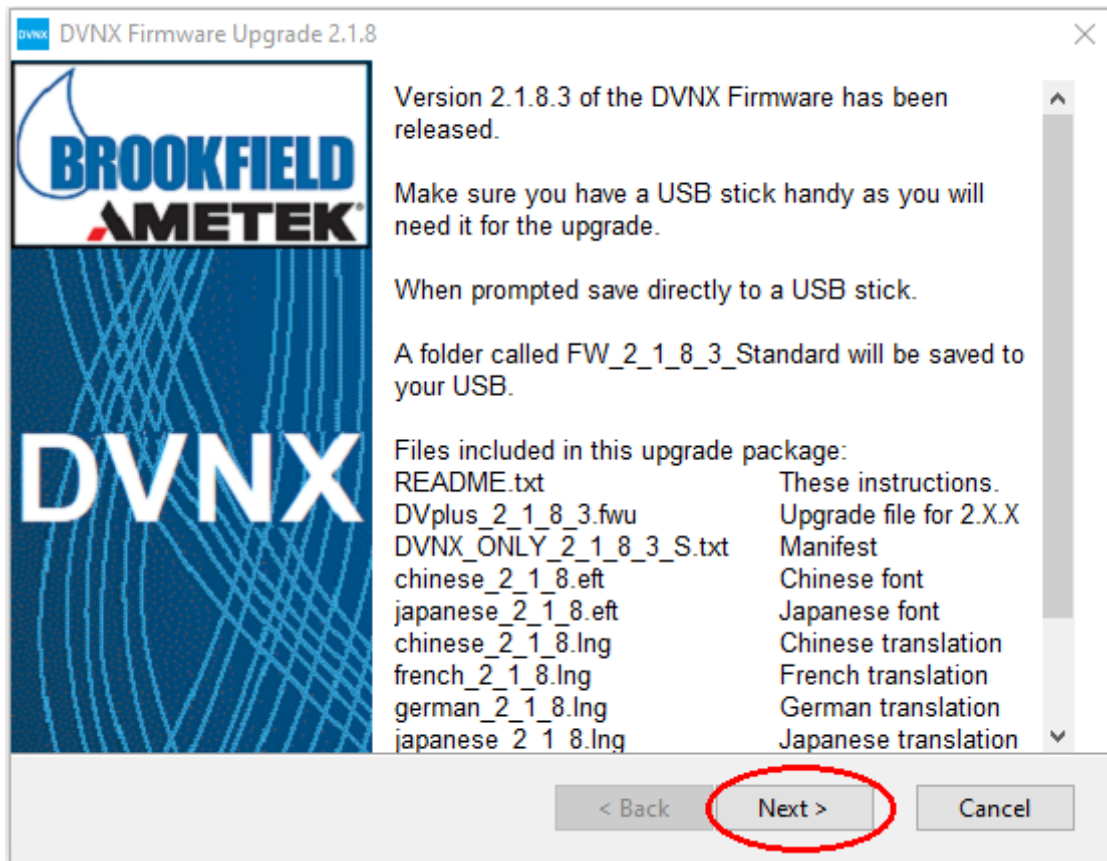 DVNX DVNX Firmware Upgrade 2.1.8
BROOKFIELD
AMETEK
DVNX
Version 2.1.8.3 of the DVNX Firmware has been
released.
Make sure you have a USB stick handy as you will
need it for the upgrade.
When prompted save directly to a USB stick.
A folder called FW_2_1_8_3_Standard will be saved to
your USB.
Files included in this upgrade package:
README.txt These instructions.
DVplus_2_1_8_3.fwu Upgrade file for 2.X.X
DVNX_ONLY_2_1_8_3_S.txt Manifest
chinese_2_1_8.eft Chinese font
japanese_2_1_8.eft Japanese font
chinese_2_1_8.lng Chinese translation
french_2_1_8.lng French translation
german_2_1_8.lng German translation
japanese_2_1_8.lng Japanese translation
< Back Next > Cancel